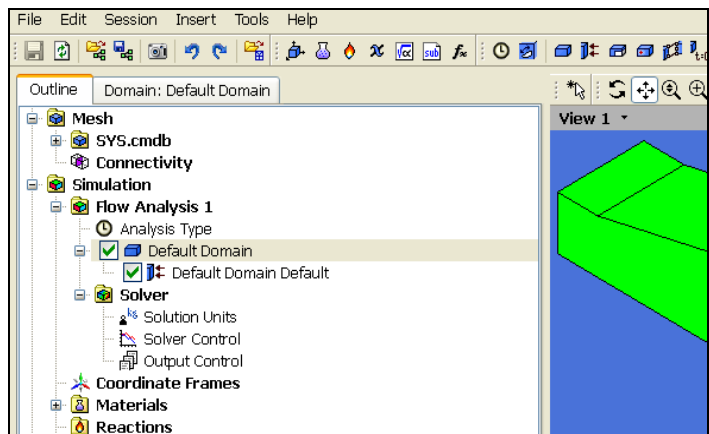 File Edit Session Insert Tools Help
Outline Domain: Default Domain
View 1
Mesh
SYS.cmdb
Connectivity
Simulation
Flow Analysis 1
Analysis Type
Default Domain
Default Domain Default
Solver
Solution Units
Solver Control
Output Control
Coordinate Frames
Materials
Reactions